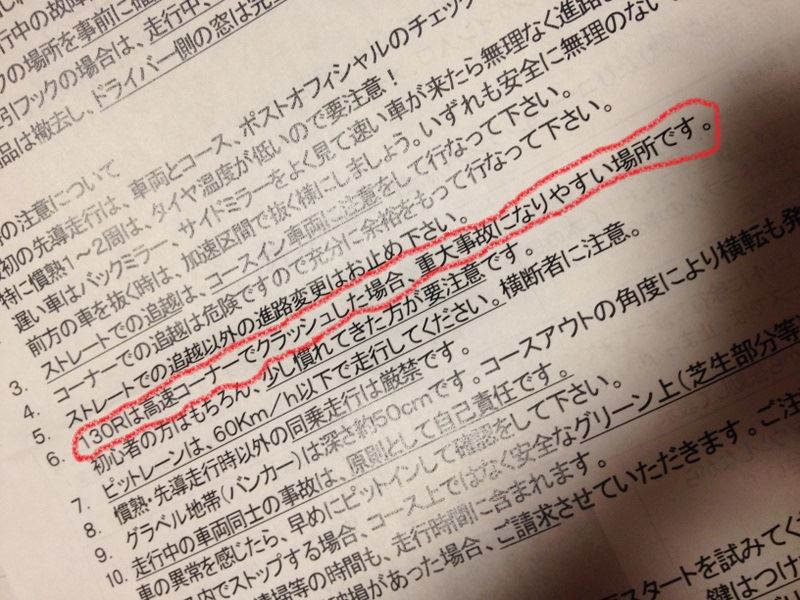 行中の故障
ックの場所を事前に確認
引フックの場合は、走行中、
品は撤去し、ドライバー側の窓は完
の注意について
初の先導走行は、車両とコース、ポストオフィシャルのチェック
特に慣熟1~2周は、タイヤ温度が低いので要注意!
遅い車はバックミラー・サイドミラーをよく見て速い車が来たら無理なく進路を
前方の車を抜く時は、加速区間で抜く様にしましょう。いずれも安全に無理のない
3. ストレートでの追越は、コースイン車両に注意をして行なって下さい。
4. コーナーでの追越は危険ですので充分に余裕をもって行なって下さい。
5. ストレートでの追越以外の進路変更はお止め下さい。
6. 130Rは高速コーナーでクラッシュした場合、重大事故になりやすい場所です。
初心者の方はもちろん、少し慣れてきた方が要注意です。
7. ピットレーンは、60Km/h以下で走行してください。横断者に注意。
8. 慣熟・先導走行時以外の同乗走行は厳禁です。
9. グラベル地帯(バンカー)は深さ約50cmです。コースアウトの角度により横転も発
10. 走行中の車両同士の事故は、原則として自己責任です。
車の異常を感じたら、早めにピットインして確認をして下さい。
内でストップする場合、コース上ではなく安全なグリーン上(芝生部分等)
清掃等の時間も、走行時間に含まれます。
破損があった場合、ご請求させていただきます。ご注
スタートを試みてく
鍵はつけ